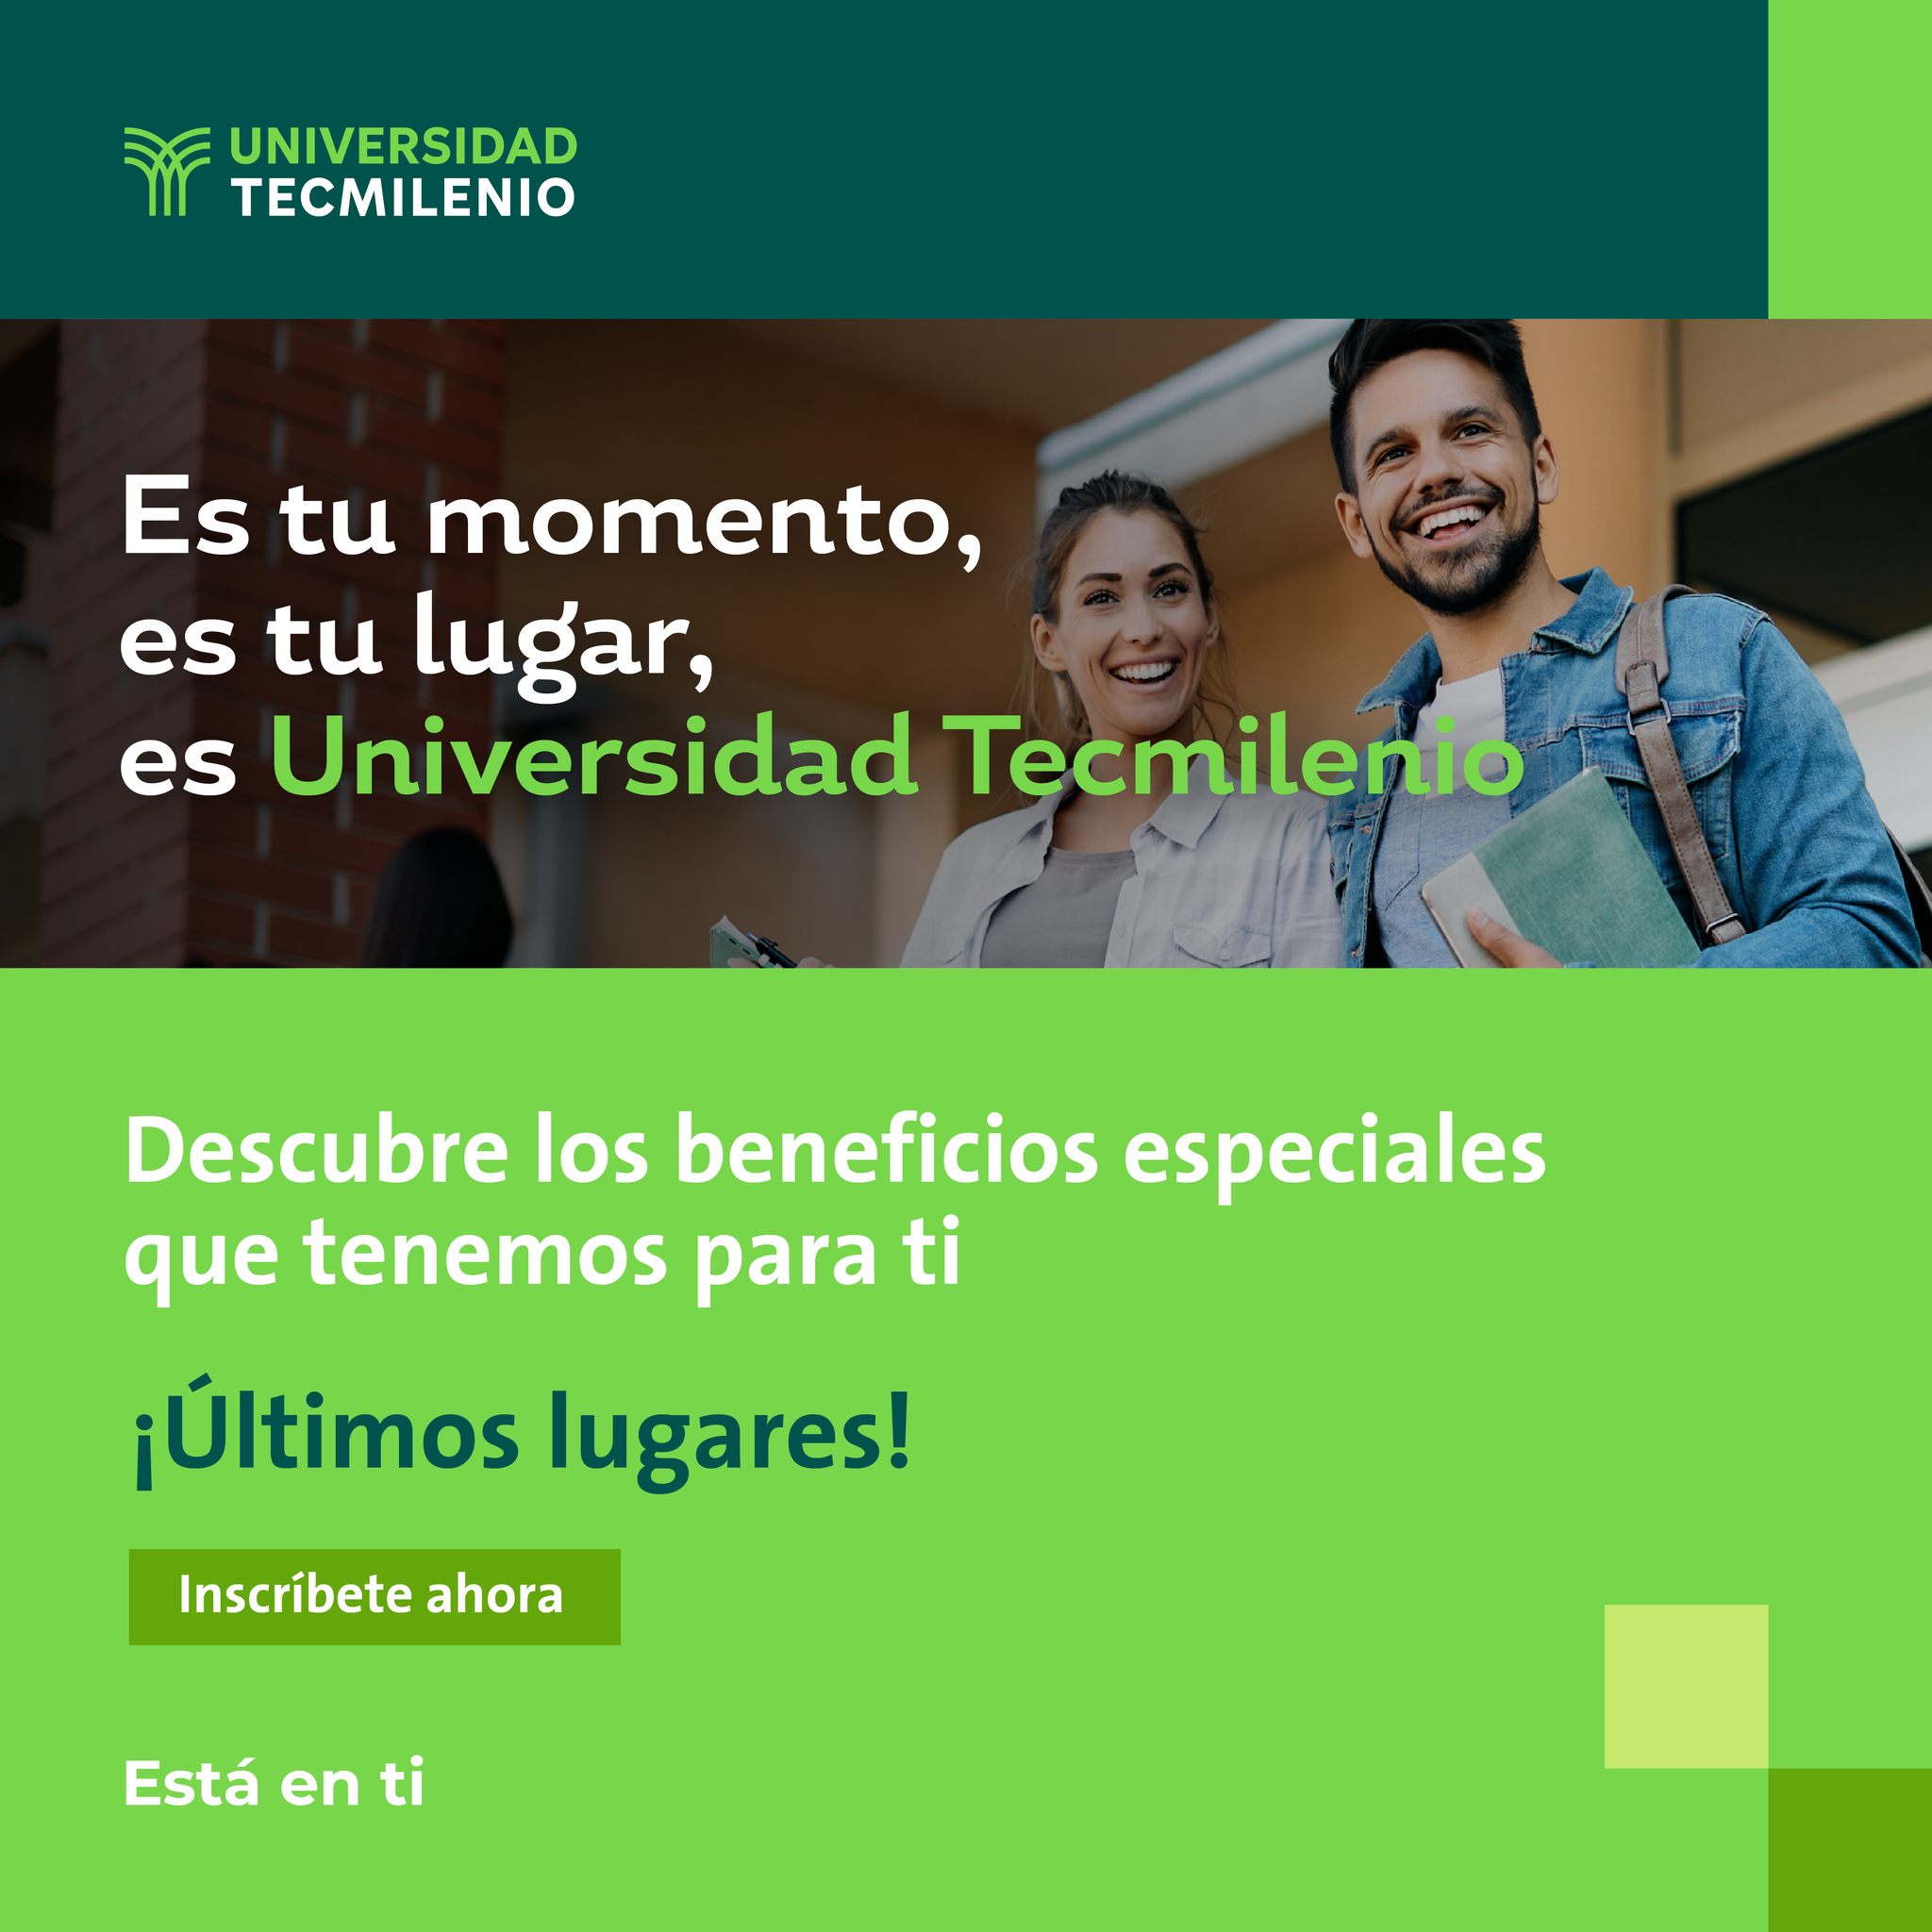 UNIVERSIDAD
TECMILENIO
Es tu momento,
es tu lugar,
es Universidad Tecmilenio
Descubre los beneficios especiales
que tenemos para ti
¡Últimos lugares!
Inscríbete ahora
Está en ti